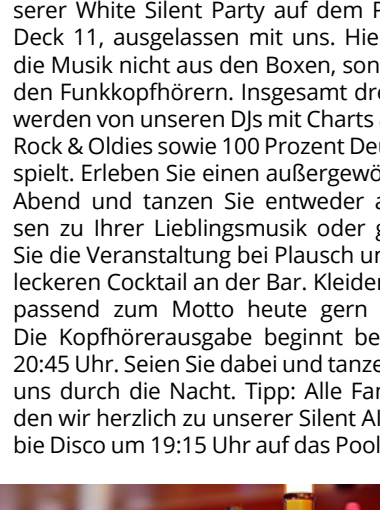 serer White Silent Party auf dem
Deck 11, ausgelassen mit uns. Hie
die Musik nicht aus den Boxen, son
den Funkkopfhörern. Insgesamt dre
werden von unseren DJs mit Charts
Rock & Oldies sowie 100 Prozent Deu
spielt. Erleben Sie einen außergewö
Abend und tanzen Sie entweder a
sen zu Ihrer Lieblingsmusik oder g
Sie die Veranstaltung bei Plausch un
leckeren Cocktail an der Bar. Kleiden
passend zum Motto heute gern
Die Kopfhörerausgabe beginnt be
20:45 Uhr. Seien Sie dabei und tanze
uns durch die Nacht. Tipp: Alle Fam
den wir herzlich zu unserer Silent AI
bie Disco um 19:15 Uhr auf das Pool